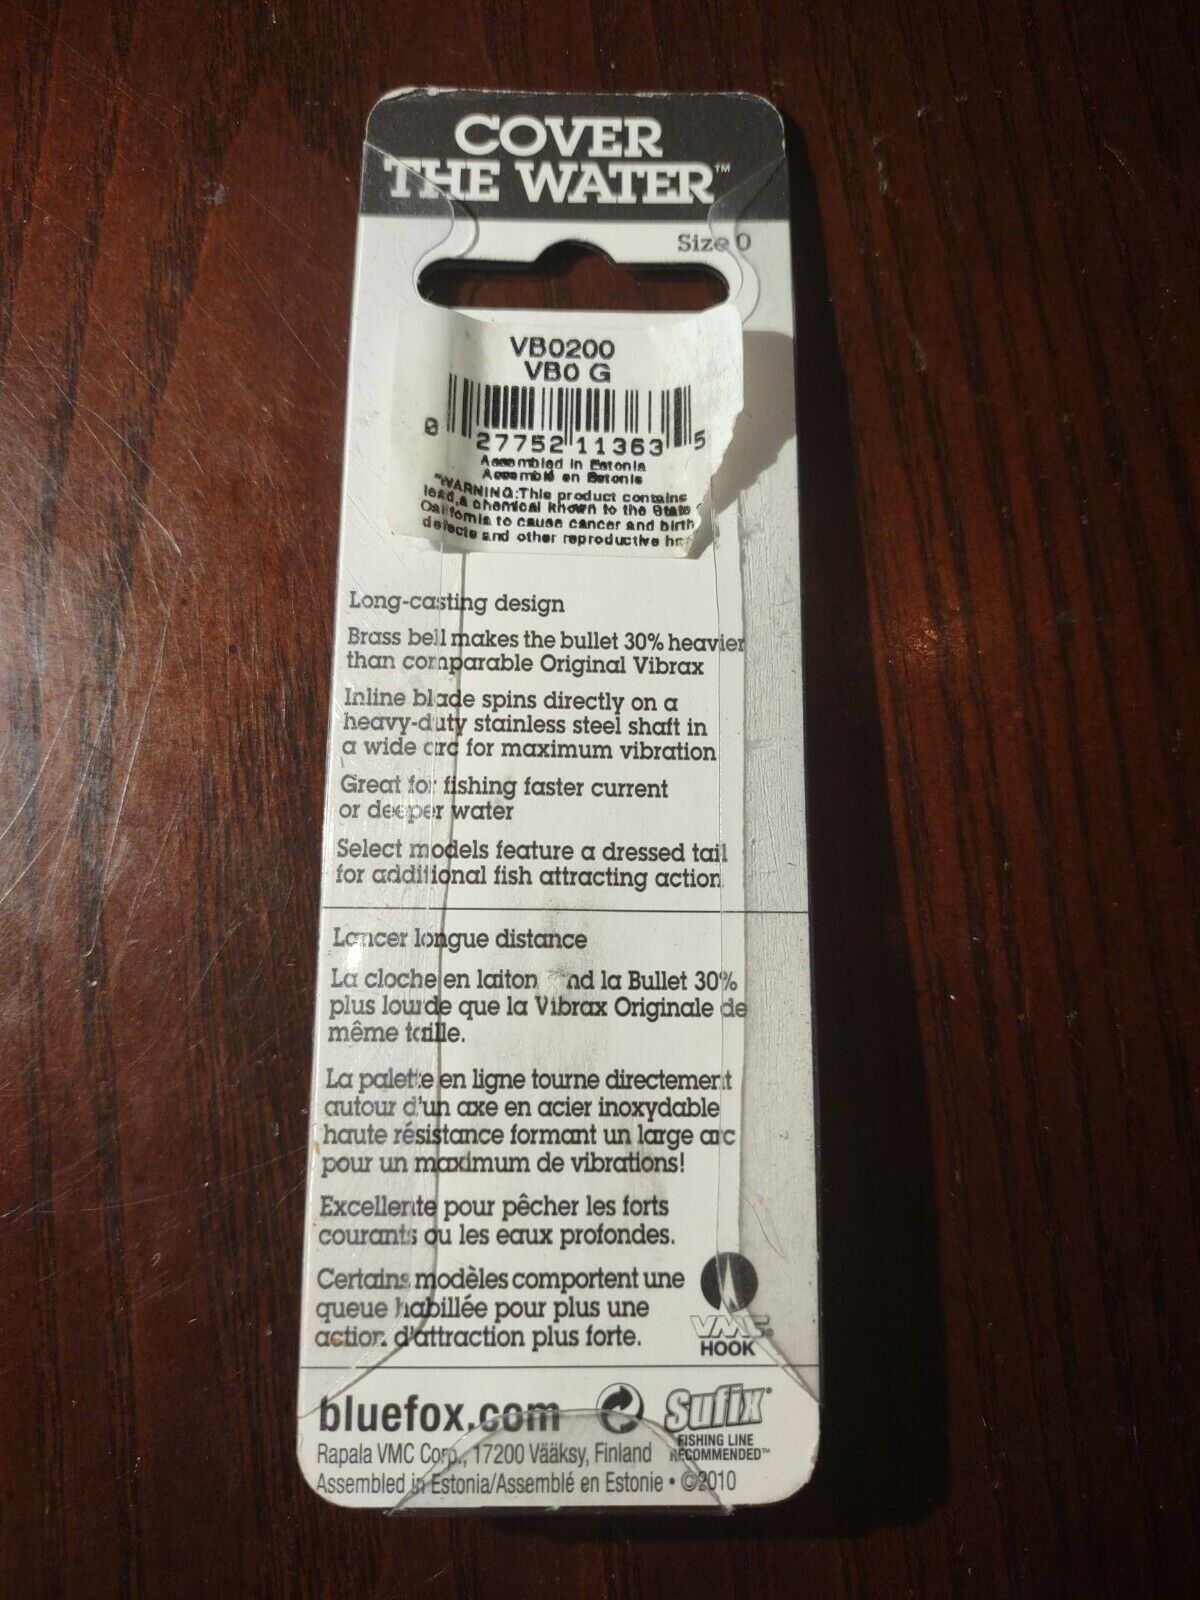 COVER
THE WATER™
Size 0
VB0200
VB0 G
0 27752 11363 5
Assembled in Estonia
Assemblé en Estonie
"WARNING:This product contains
lead,a chemical known to the State
California to cause cancer and birth
defects and other reproductive
Long-casting design
Brass bell makes the bullet 30% heavier
than comparable Original Vibrax
Inline blade spins directly on a
heavy-duty stainless steel shaft in
a wide arc for maximum vibration
Great for fishing faster current
or deeper water
Select models feature a dressed tail
for additional fish attracting action
Lancer longue distance
La cloche en laiton la Bullet 30%
plus lourde que la Vibrax Originale de
même taille.
La palette en ligne tourne directement
autour d'un axe en acier inoxydable
haute résistance formant un large arc
pour un maximum de vibrations!
Excellente pour pêcher les forts
courants ou les eaux profondes.
Certains modèles comportent une
queue habillée pour plus une
action d'attraction plus forte.
VMC®
HOOK
bluefox.com
Sufix®
FISHING LINE
RECOMMENDED™
Rapala VMC Corp., 17200 Vääksy, Finland
Assembled in Estonia/Assemblé en Estonie • ©2010